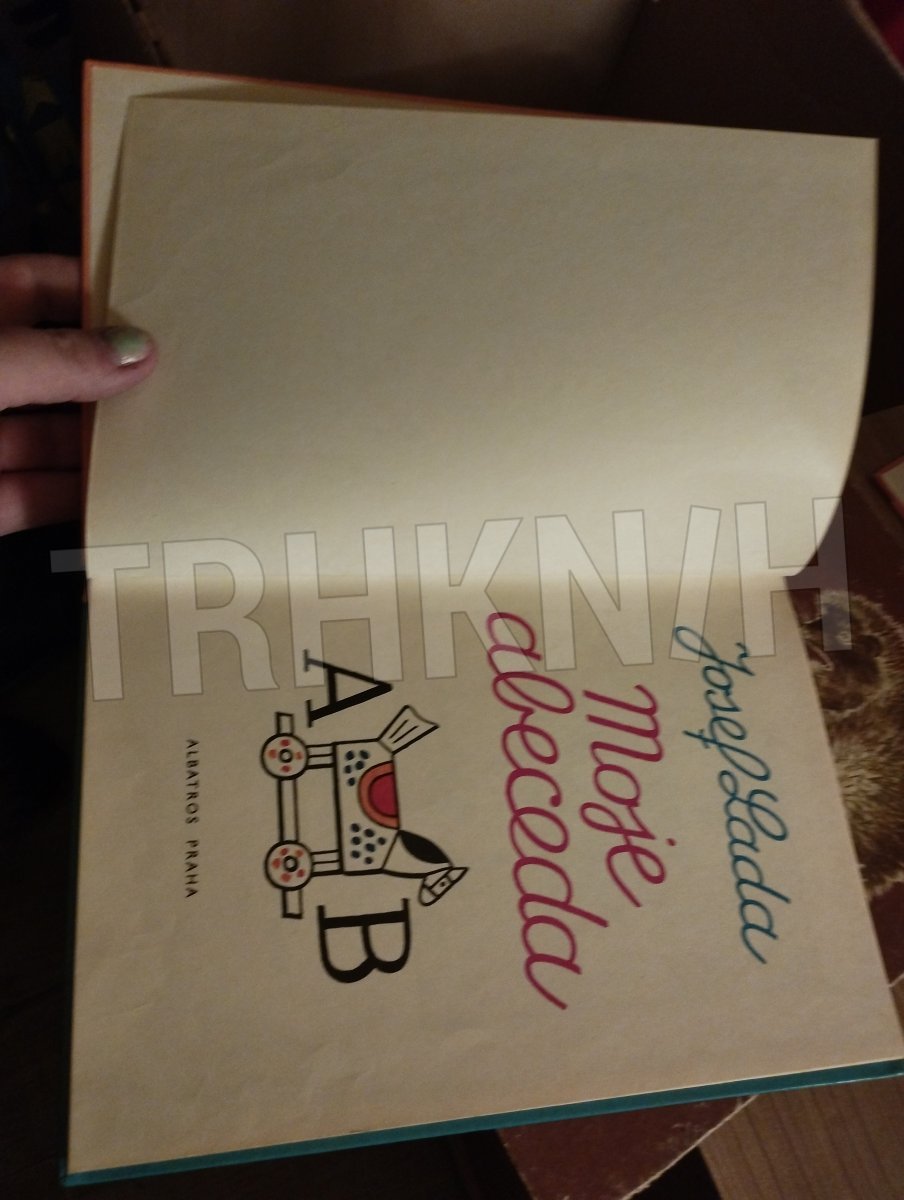 Josef Lada
Moje
abeceda
A B
ALBATROS PRAHA
TRHKNIH